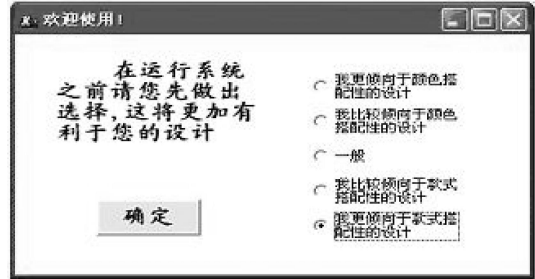 欢迎使用!
在运行系统
之前请您先做出
选择,这将更加有
利于您的设计
确定
我更倾向于颜色搭
配性的设计
我比较倾向于颜色
搭配性的设计
一般
我比较倾向于款式
搭配性的设计
我更倾向于款式搭
配性的设计